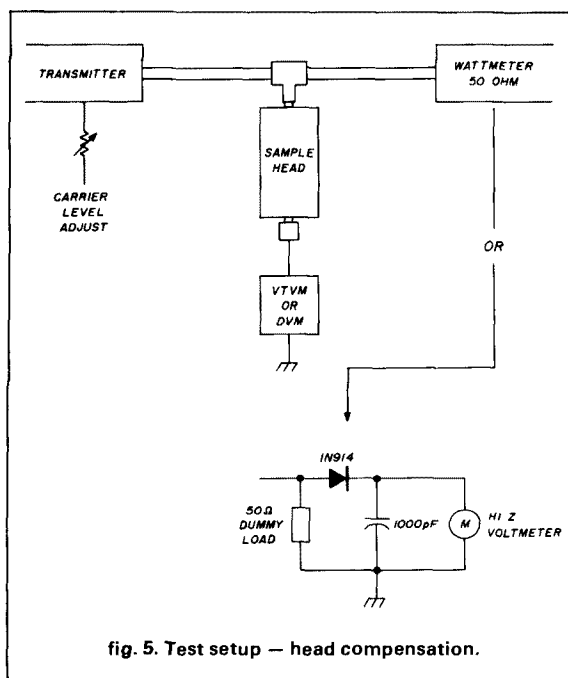 TRANSMITTER
WATTMETER
50 OHM
SAMPLE
HEAD
CARRIER
LEVEL
ADJUST
VTVM
OR
DVM
OR
1N914
50Ω
DUMMY
LOAD
1000pF
M
HI Z
VOLTMETER
fig. 5. Test setup — head compensation.